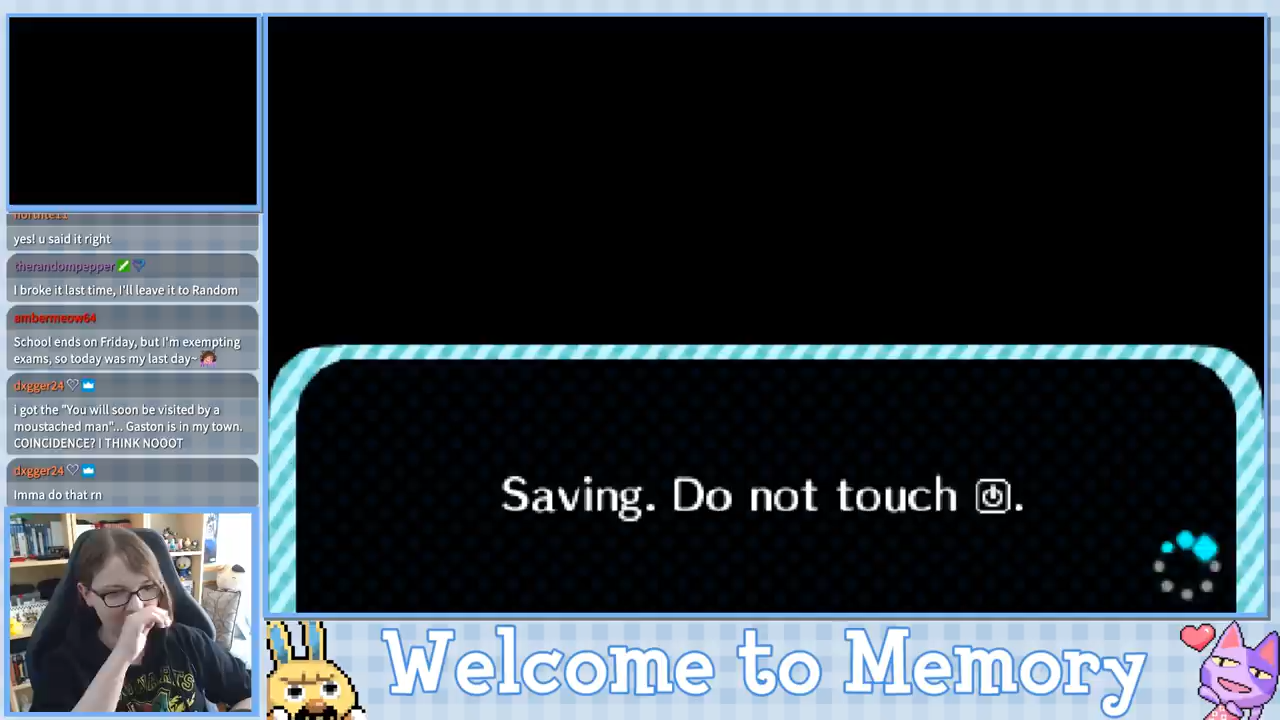 yes! u said it right
therandompepper
I broke it last time, I'll leave it to Random
ambermeow64
School ends on Friday, but I'm exempting
exams, so today was my last day~
dxgger24
i got the "You will soon be visited by a
moustached man"... Gaston is in my town.
COINCIDENCE? I THINK NOOOT
dxgger24
Imma do that rn
Saving. Do not touch .
Welcome to Memory